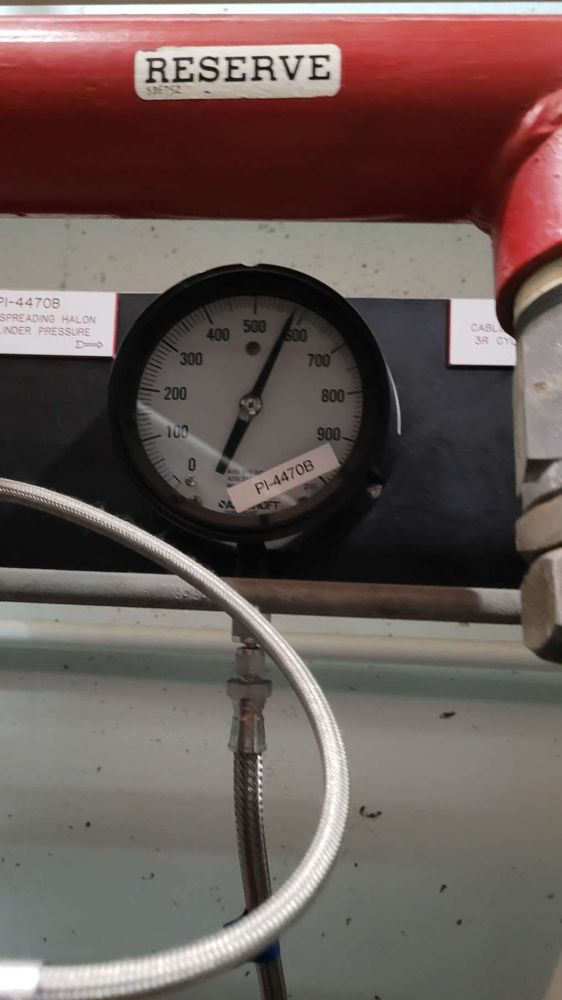 RESERVE
PI-4470B
SPREADING HALON
LINDER PRESSURE
3R
0
100
200
300
400
500
600
700
800
900
psi
PI-4470B